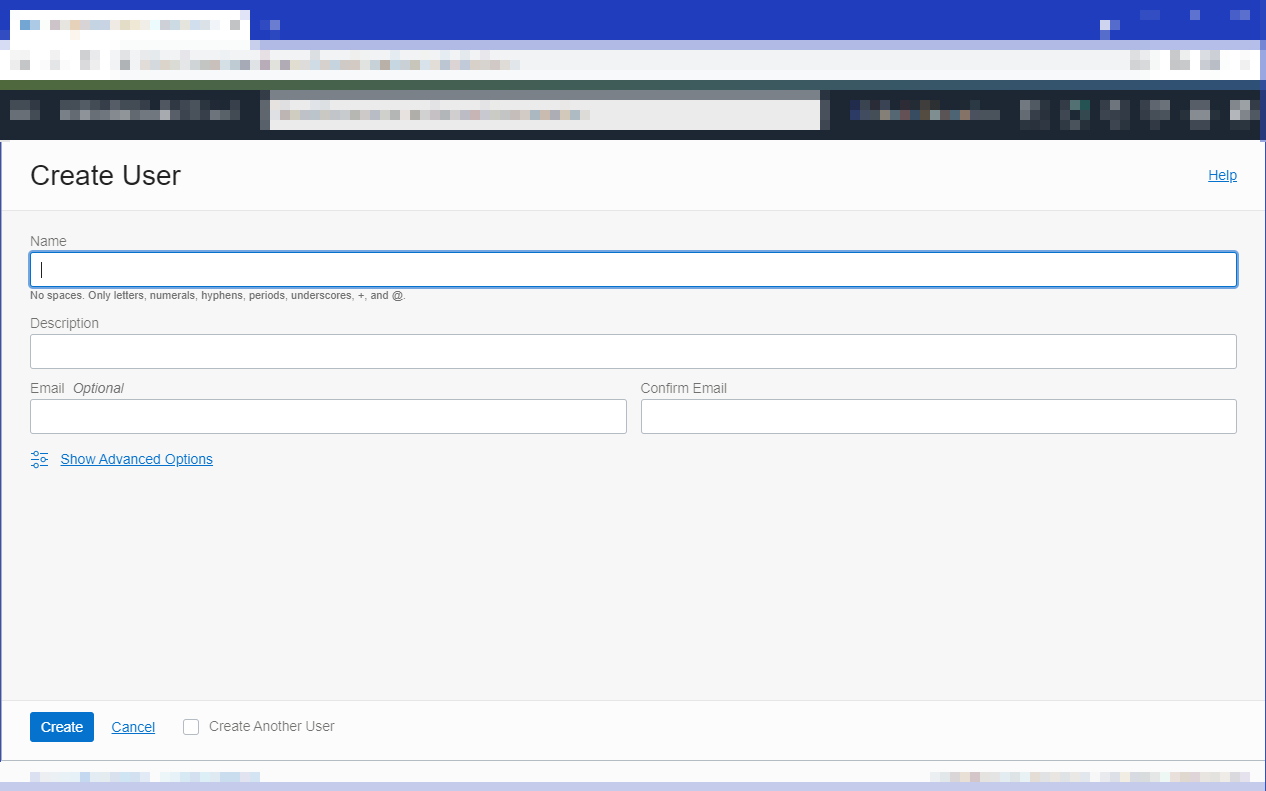 Create User
Help
Name
No spaces. Only letters, numerals, hyphens, periods, underscores, +, and @.
Description
Email Optional
Confirm Email
Show Advanced Options
Create
Cancel
Create Another User